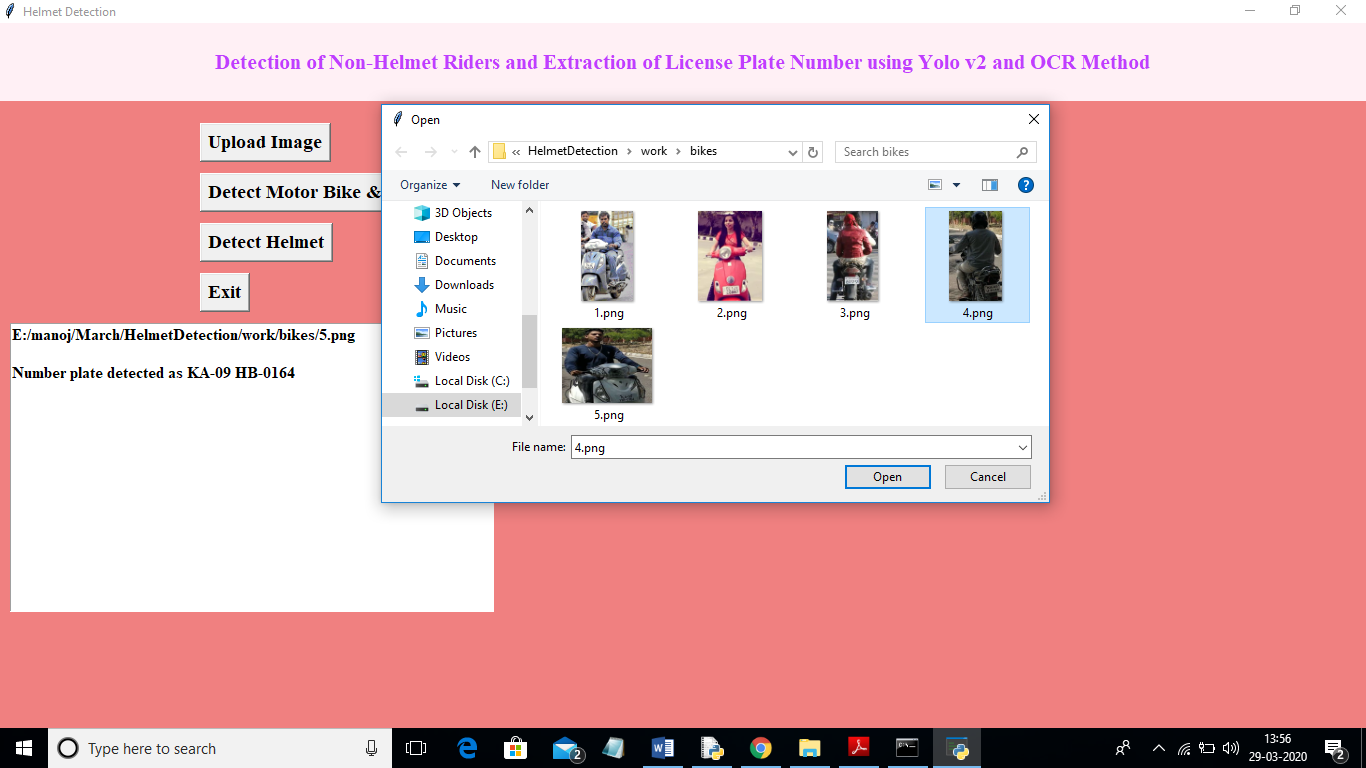 Helmet Detection
Detection of Non-Helmet Riders and Extraction of License Plate Number using Yolo v2 and OCR Method
Upload Image
Detect Motor Bike &
Detect Helmet
Exit
E:/manoj/March/HelmetDetection/work/bikes/5.png
Number plate detected as KA-09 HB-0164
Open
« HelmetDetection › work › bikes
Search bikes
Organize
New folder
3D Objects
Desktop
Documents
Downloads
Music
Pictures
Videos
Local Disk (C:)
Local Disk (E:)
1.png
2.png
3.png
4.png
5.png
File name: 4.png
Open
Cancel
Type here to search
2
13:56
29-03-2020
2